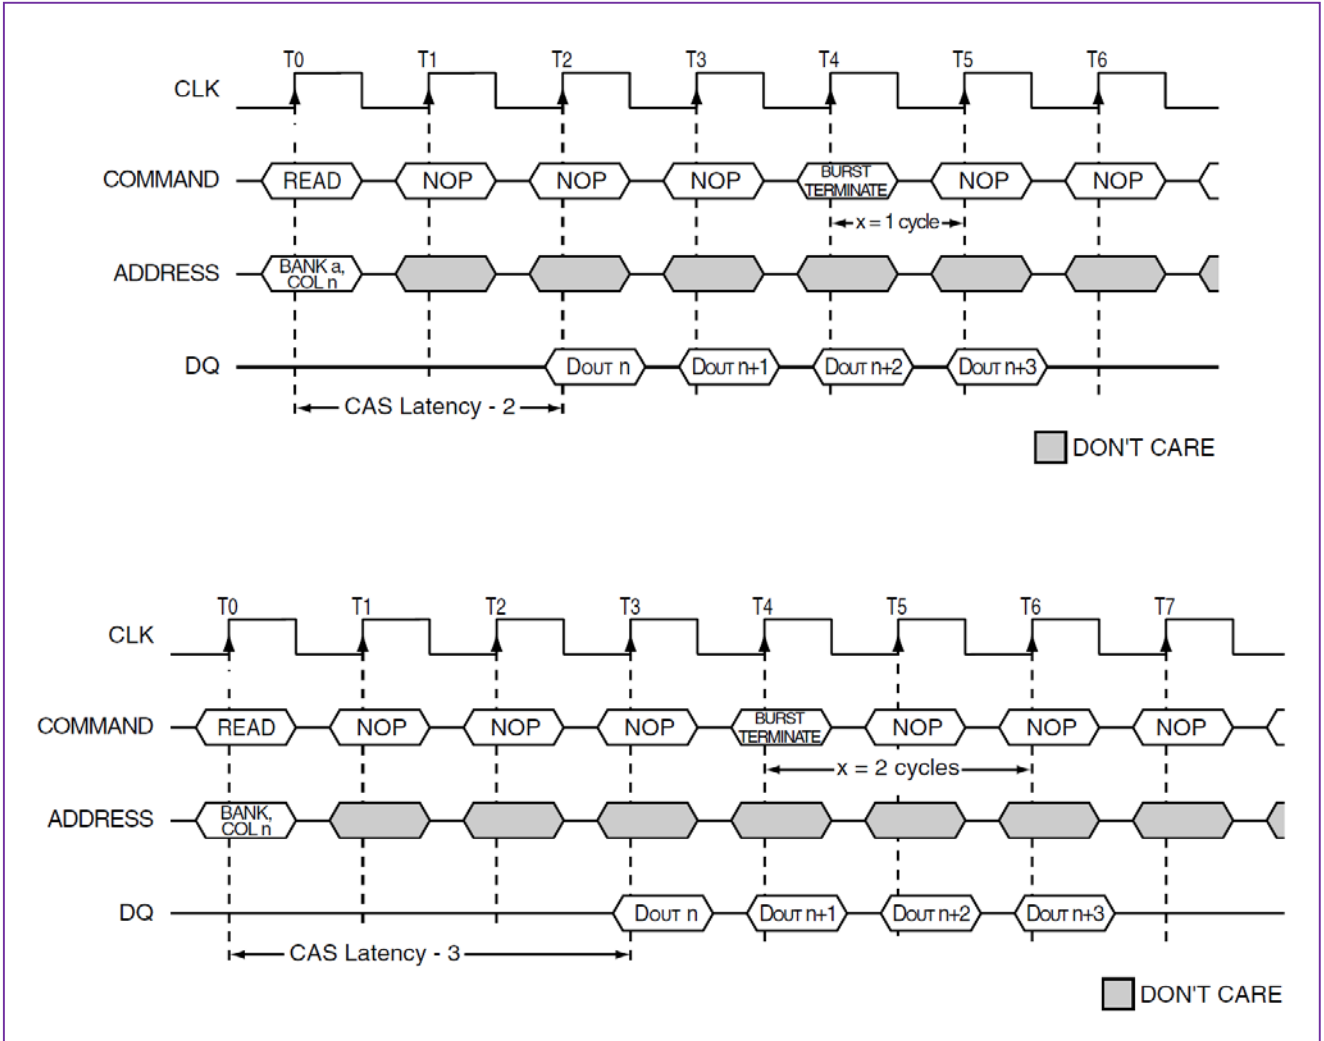 T0 T1 T2 T3 T4 T5 T6
CLK
COMMAND READ NOP NOP NOP BURST TERMINATE NOP NOP
x = 1 cycle
ADDRESS BANK a, COL n
DQ DOUT n DOUT n+1 DOUT n+2 DOUT n+3
CAS Latency - 2
DON'T CARE
T0 T1 T2 T3 T4 T5 T6 T7
CLK
COMMAND READ NOP NOP NOP BURST TERMINATE NOP NOP NOP
x = 2 cycles
ADDRESS BANK, COL n
DQ DOUT n DOUT n+1 DOUT n+2 DOUT n+3
CAS Latency - 3
DON'T CARE